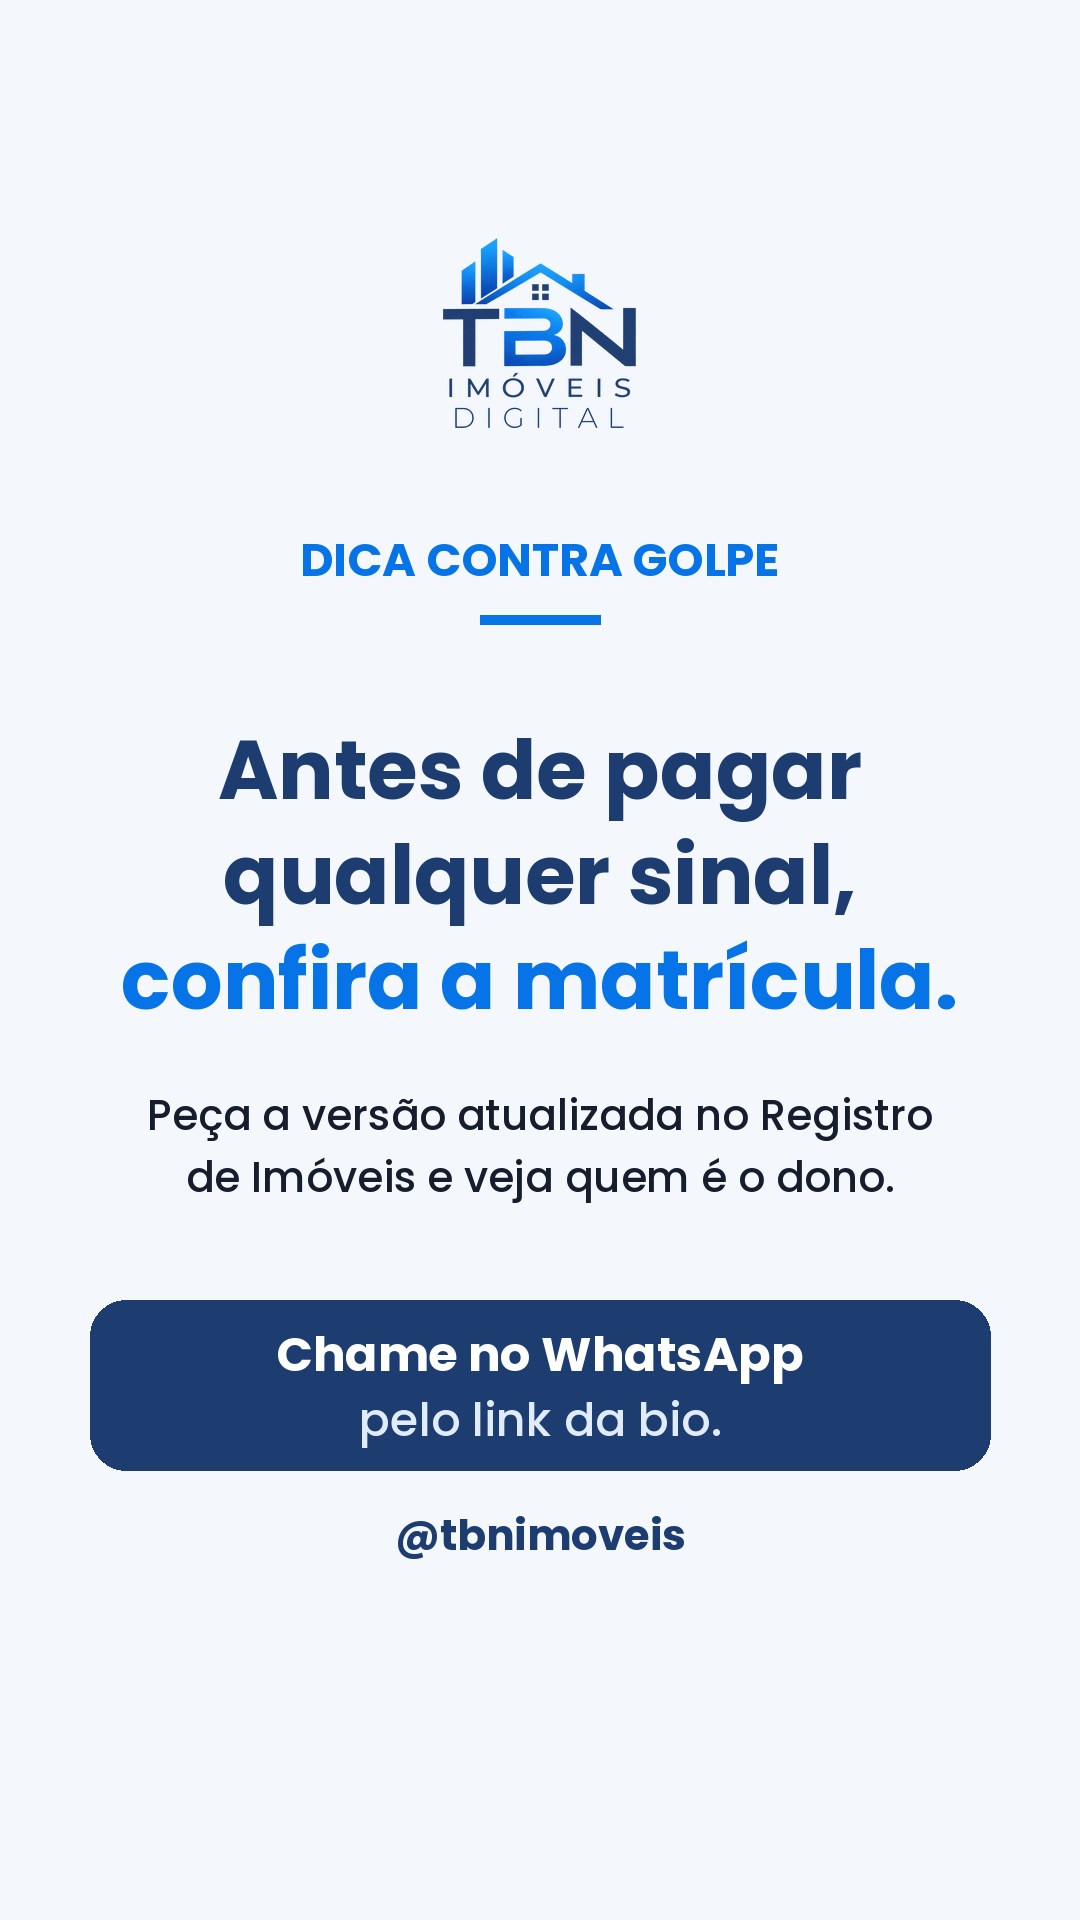 TBN
IMÓVEIS
DIGITAL
DICA CONTRA GOLPE
Antes de pagar
qualquer sinal,
confira a matrícula.
Peça a versão atualizada no Registro
de Imóveis e veja quem é o dono.
Chame no WhatsApp
pelo link da bio.
@tbnimoveis